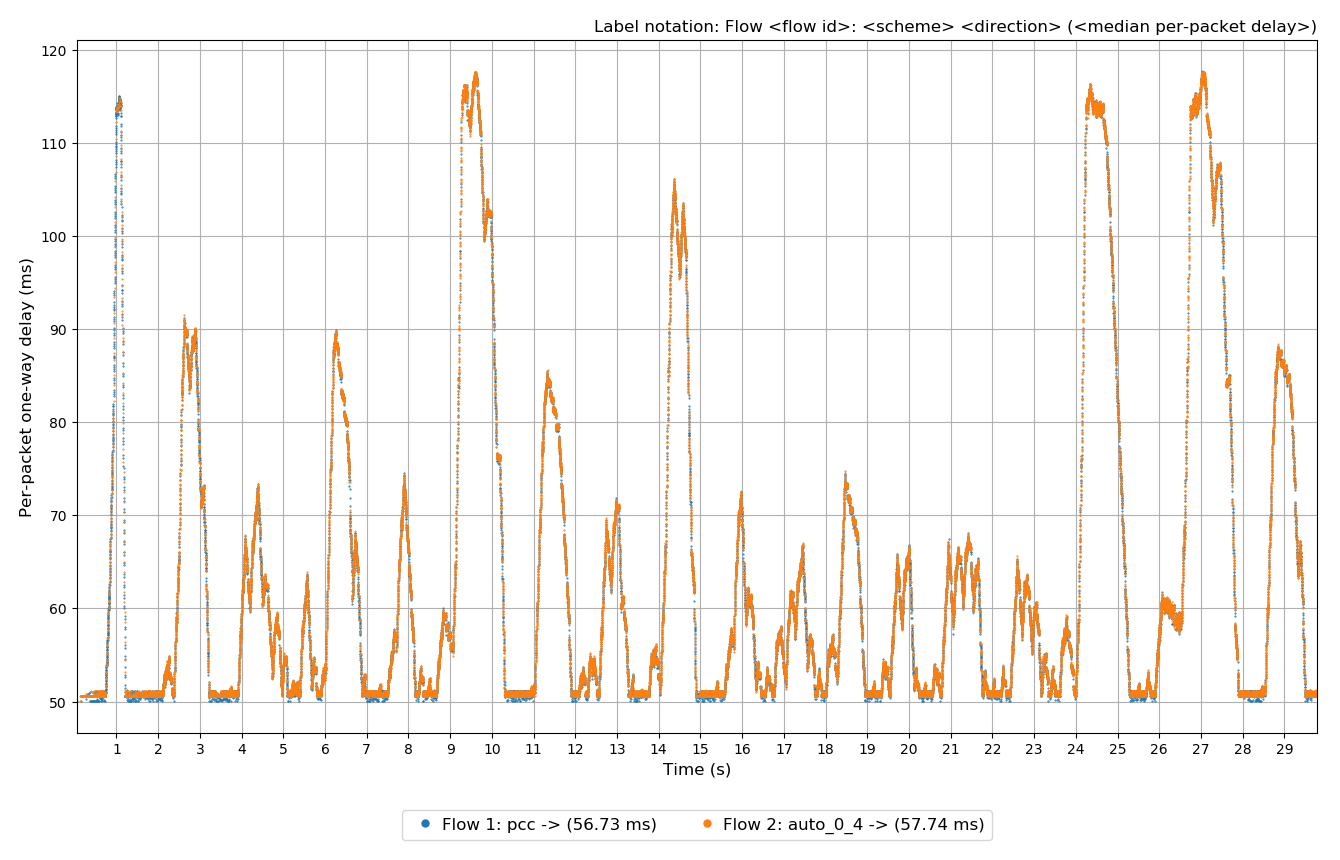 Label notation: Flow <flow id>: <scheme> <direction> (<median per-packet delay>)
120
110
100
90
80
70
60
50
Per-packet one-way delay (ms)
1 2 3 4 5 6 7 8 9 10 11 12 13 14 15 16 17 18 19 20 21 22 23 24 25 26 27 28 29
Time (s)
Flow 1: pcc -> (56.73 ms) Flow 2: auto_0_4 -> (57.74 ms)